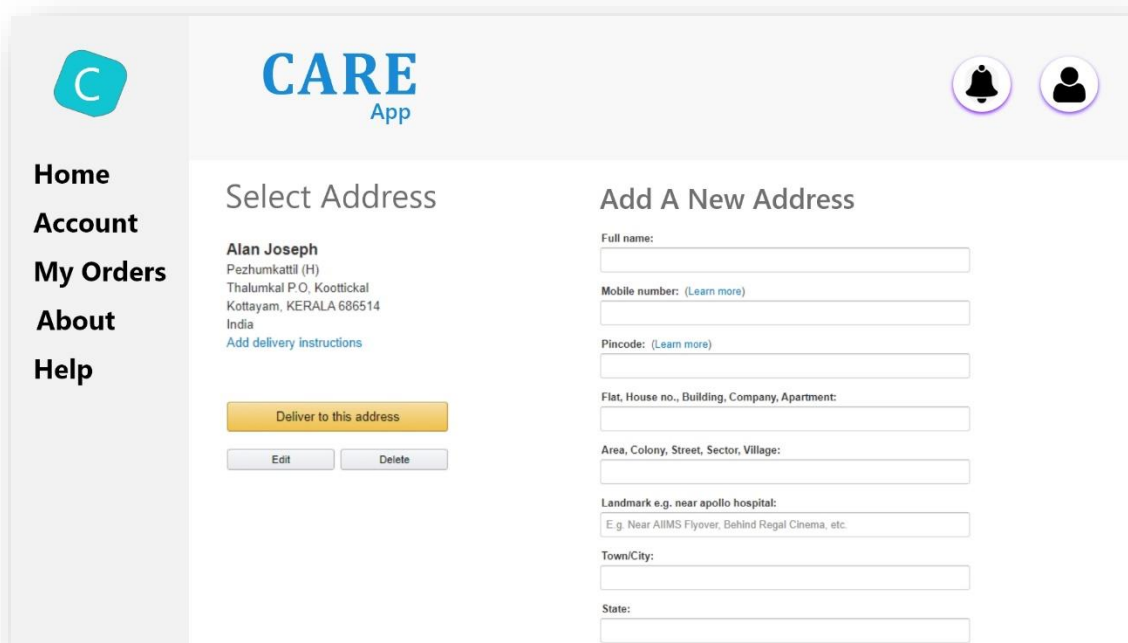 C
CARE
App
Home
Account
My Orders
About
Help
Select Address
Alan Joseph
Pezhumkattil (H)
Thalumkal P.O, Koottickal
Kottayam, KERALA 686514
India
Add delivery instructions
Deliver to this address
Edit Delete
Add A New Address
Full name:
Mobile number: (Learn more)
Pincode: (Learn more)
Flat, House no., Building, Company, Apartment:
Area, Colony, Street, Sector, Village:
Landmark e.g. near apollo hospital:
E.g. Near AIIMS Flyover, Behind Regal Cinema, etc.
Town/City:
State: